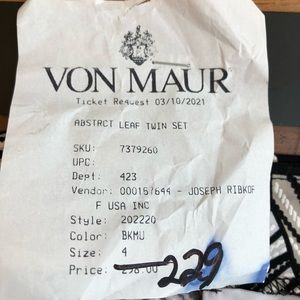 VON MAUR
Ticket Request 03/10/2021
ABSTRCT LEAF TWIN SET
SKU: 7379260
UPC:
Dept: 423
Vendor: 000157644 - JOSEPH RIBKOF
F USA INC
Style: 202220
Color: BKMU
Size: 4
Price: 298.00 229